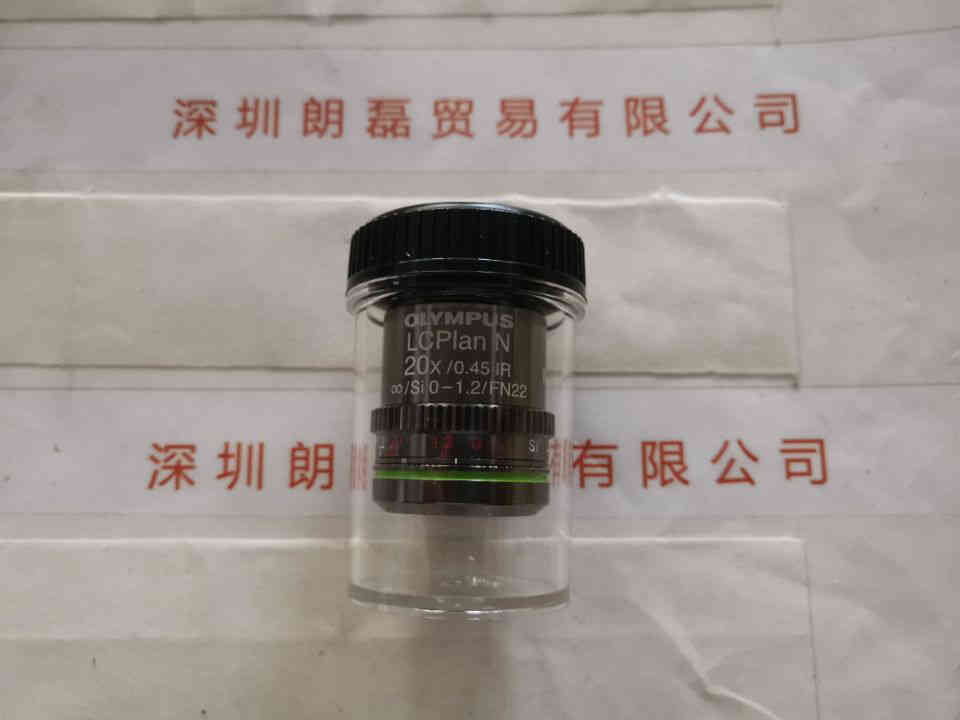 深圳朗磊贸易有限公司
OLYMPUS
LCPlan N
20x/0.45 IR
∞/Si 0-1.2/FN22
Si
深圳朗 有限公司